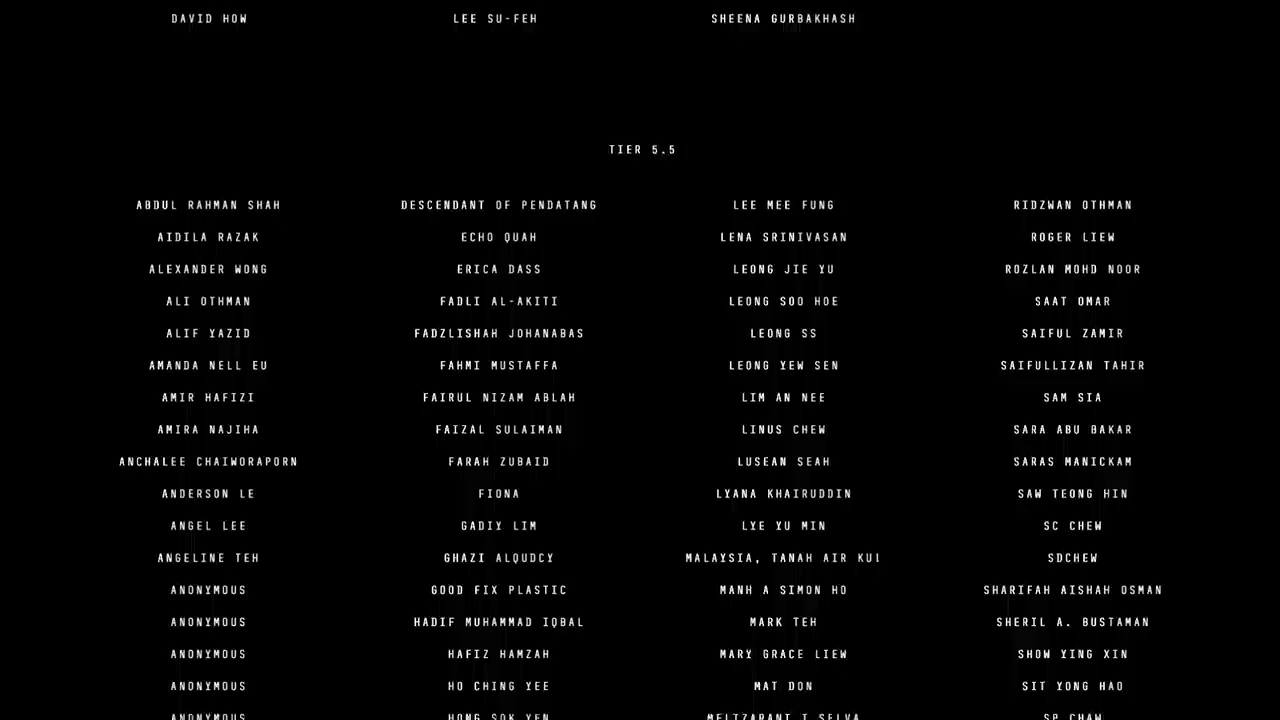 DAVID HOW
LEE SU-FEH
SHEENA GURBAKHASH
TIER 5.5
ABDUL RAHMAN SHAH
AIDILA RAZAK
ALEXANDER WONG
ALI OTHMAN
ALIF YAZID
AMANDA NELL EU
AMIR HAFIZI
AMIRA NAJIHA
ANCHALEE CHAIWORAPORN
ANDERSON LE
ANGEL LEE
ANGELINE TEH
ANONYMOUS
ANONYMOUS
ANONYMOUS
ANONYMOUS
ANONYMOUS
DESCENDANT OF PENDATANG
ECHO QUAH
ERICA DASS
FADLI AL-AKITI
FADZLISHAH JOHANABAS
FAHMI MUSTAFFA
FAIRUL NIZAM ABLAH
FAIZAL SULAIMAN
FARAH ZUBAID
FIONA
GADIY LIM
GHAZI ALQUDCY
GOOD FIX PLASTIC
HADIF MUHAMMAD IQBAL
HAFIZ HAMZAH
HO CHING YEE
HONG SOK YEN
LEE MEE FUNG
LENA SRINIVASAN
LEONG JIE YU
LEONG SOO HOE
LEONG SS
LEONG YEW SEN
LIM AN NEE
LINUS CHEW
LUSEAN SEAH
LYANA KHAIRUDDIN
LYE YU MIN
MALAYSIA, TANAH AIR KU!
MANH A SIMON HO
MARK TEH
MARY GRACE LIEW
MAT DON
SELVA
RIDZWAN OTHMAN
ROGER LIEW
ROZLAN MOHD NOOR
SAAT OMAR
SAIFUL ZAMIR
SAIFULLIZAN TAHIR
SAM SIA
SARA ABU BAKAR
SARAS MANICKAM
SAW TEONG HIN
SC CHEW
SDCHEW
SHARIFAH AISHAH OSMAN
SHERIL A. BUSTAMAN
SHOW YING XIN
SIT YONG HAO
SP CHAW